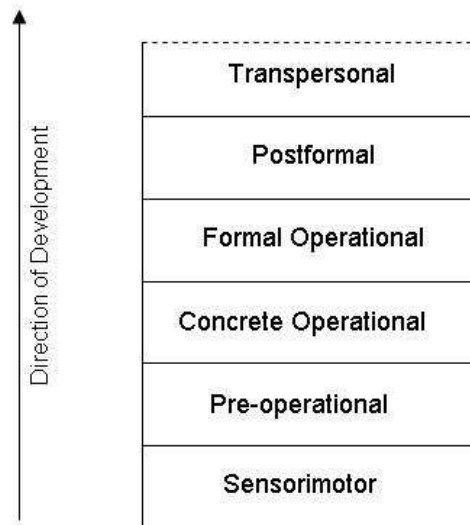 Direction of Development
Transpersonal
Postformal
Formal Operational
Concrete Operational
Pre-operational
Sensorimotor